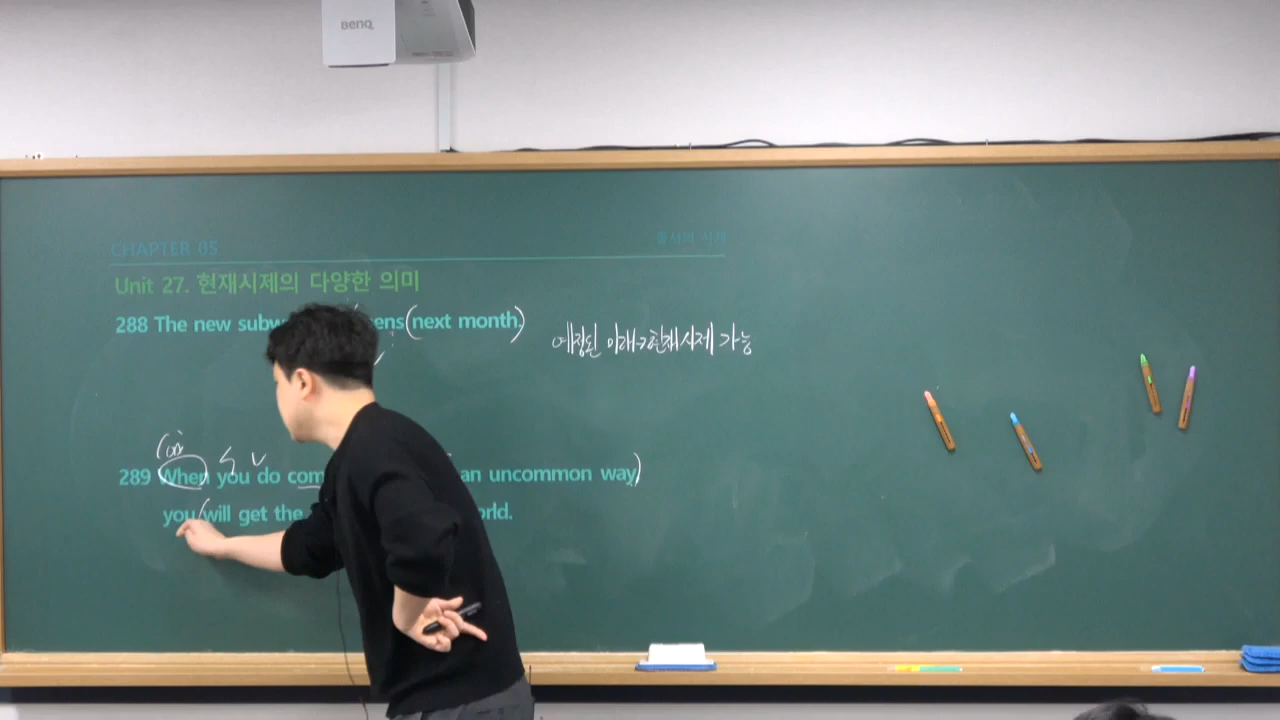 BenQ
CHAPTER 05 동사의 시제
Unit 27. 현재시제의 다양한 의미
288 The new subw ens (next month.)
예정된 미래→현재시제 가능
접
S V
289 When you do com an uncommon way)
you (will get the orld.